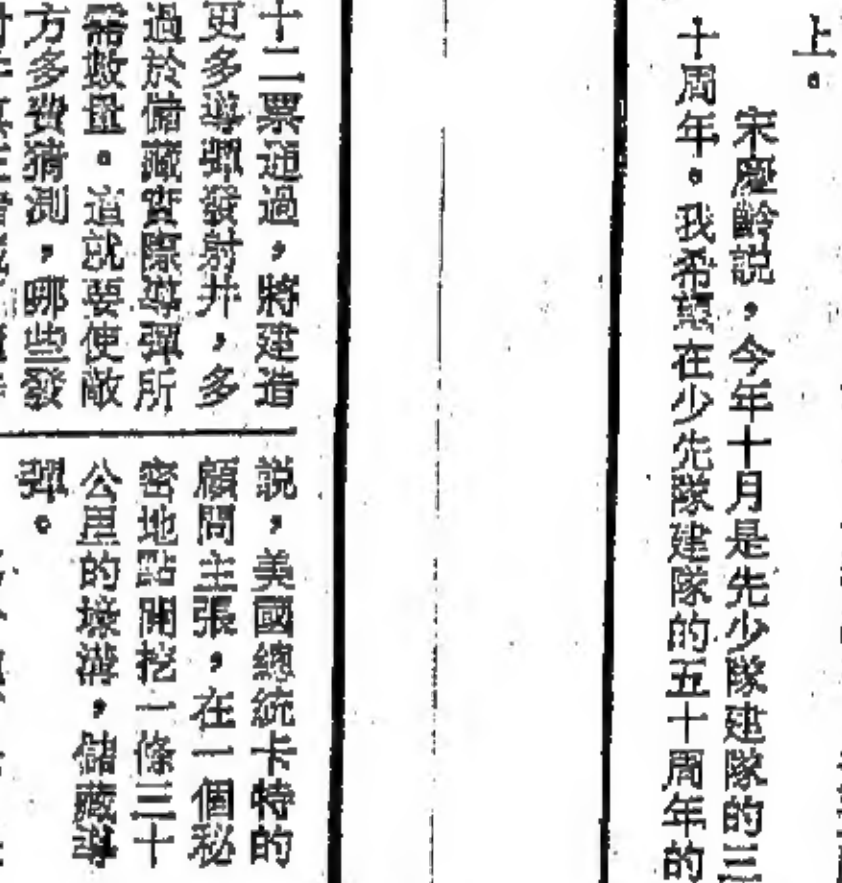 上。
宋慶齡説，今年十月是先少隊建隊的三
十周年。我希望在少先隊建隊的五十周年的
十二票通過，將建造
更多導彈發射井，多
過於儲藏實際導彈所
需數量。這就要使敵
方多費猜測，哪些發
説，美國總統卡特的
顧問主張，在一個秘
密地點開挖一條三十
公里的壕溝，儲藏導
彈。